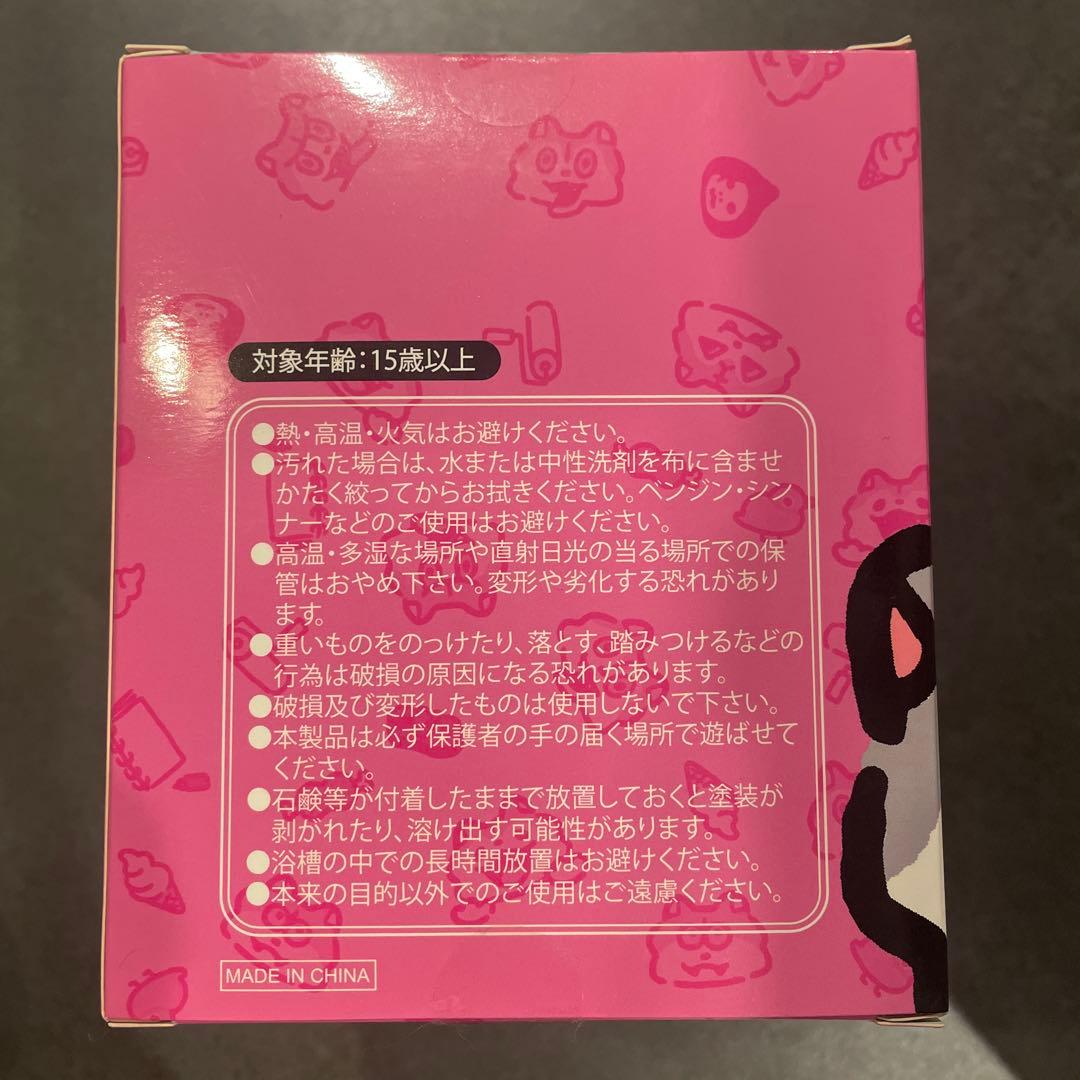 対象年齢：15歳以上
●熱・高温・火気はお避けください。
●汚れた場合は、水または中性洗剤を布に含ませ
かたく絞ってからお拭きください。ベンジン・シン
ナーなどのご使用はお避けください。
●高温・多湿な場所や直射日光の当る場所での保
管はおやめ下さい。変形や劣化する恐れがあり
ます。
●重いものをのっけたり、落とす、踏みつけるなどの
行為は破損の原因になる恐れがあります。
●破損及び変形したものは使用しないで下さい。
●本製品は必ず保護者の手の届く場所で遊ばせて
ください。
●石鹸等が付着したままで放置しておくと塗装が
剥がれたり、溶け出す可能性があります。
●浴槽の中での長時間放置はお避けください。
●本来の目的以外でのご使用はご遠慮ください。
MADE IN CHINA